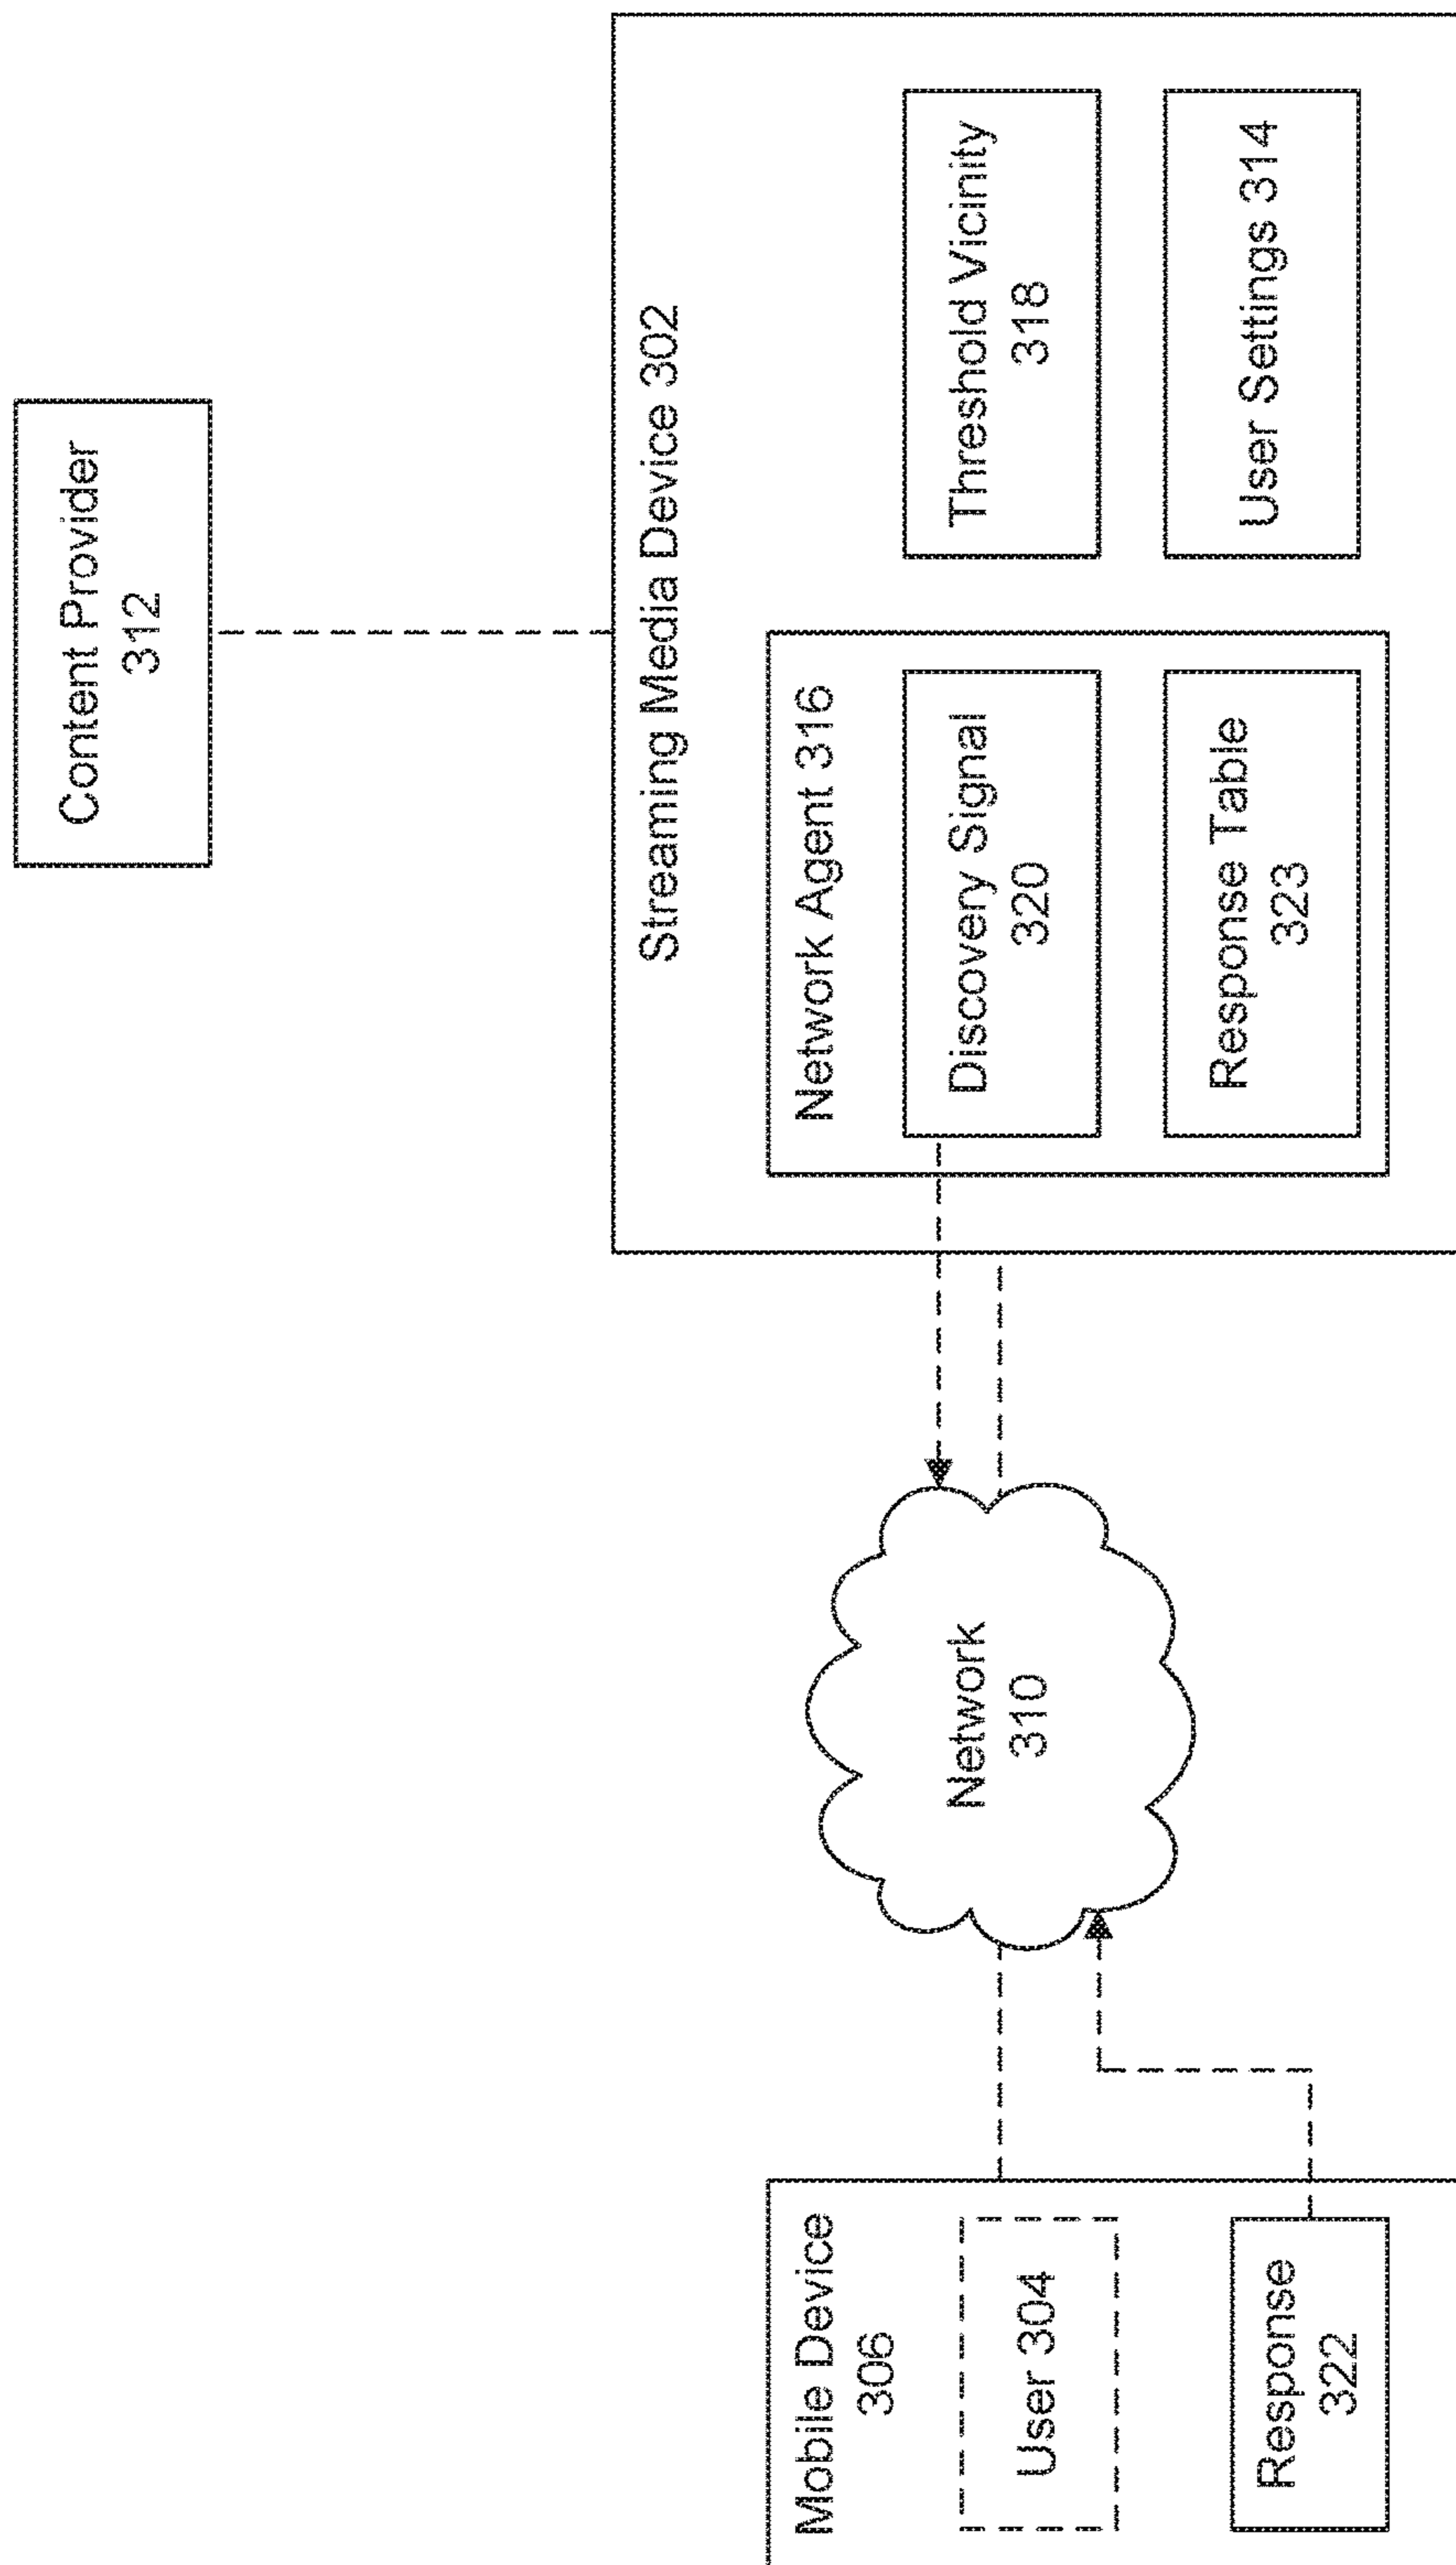 Content Provider
312
Streaming Media Device 302
Network Agent 316
Discovery Signal
320
Response Table
323
Threshold Vicinity
318
User Settings 314
Network
310
Mobile Device
306
User 304
Response
322